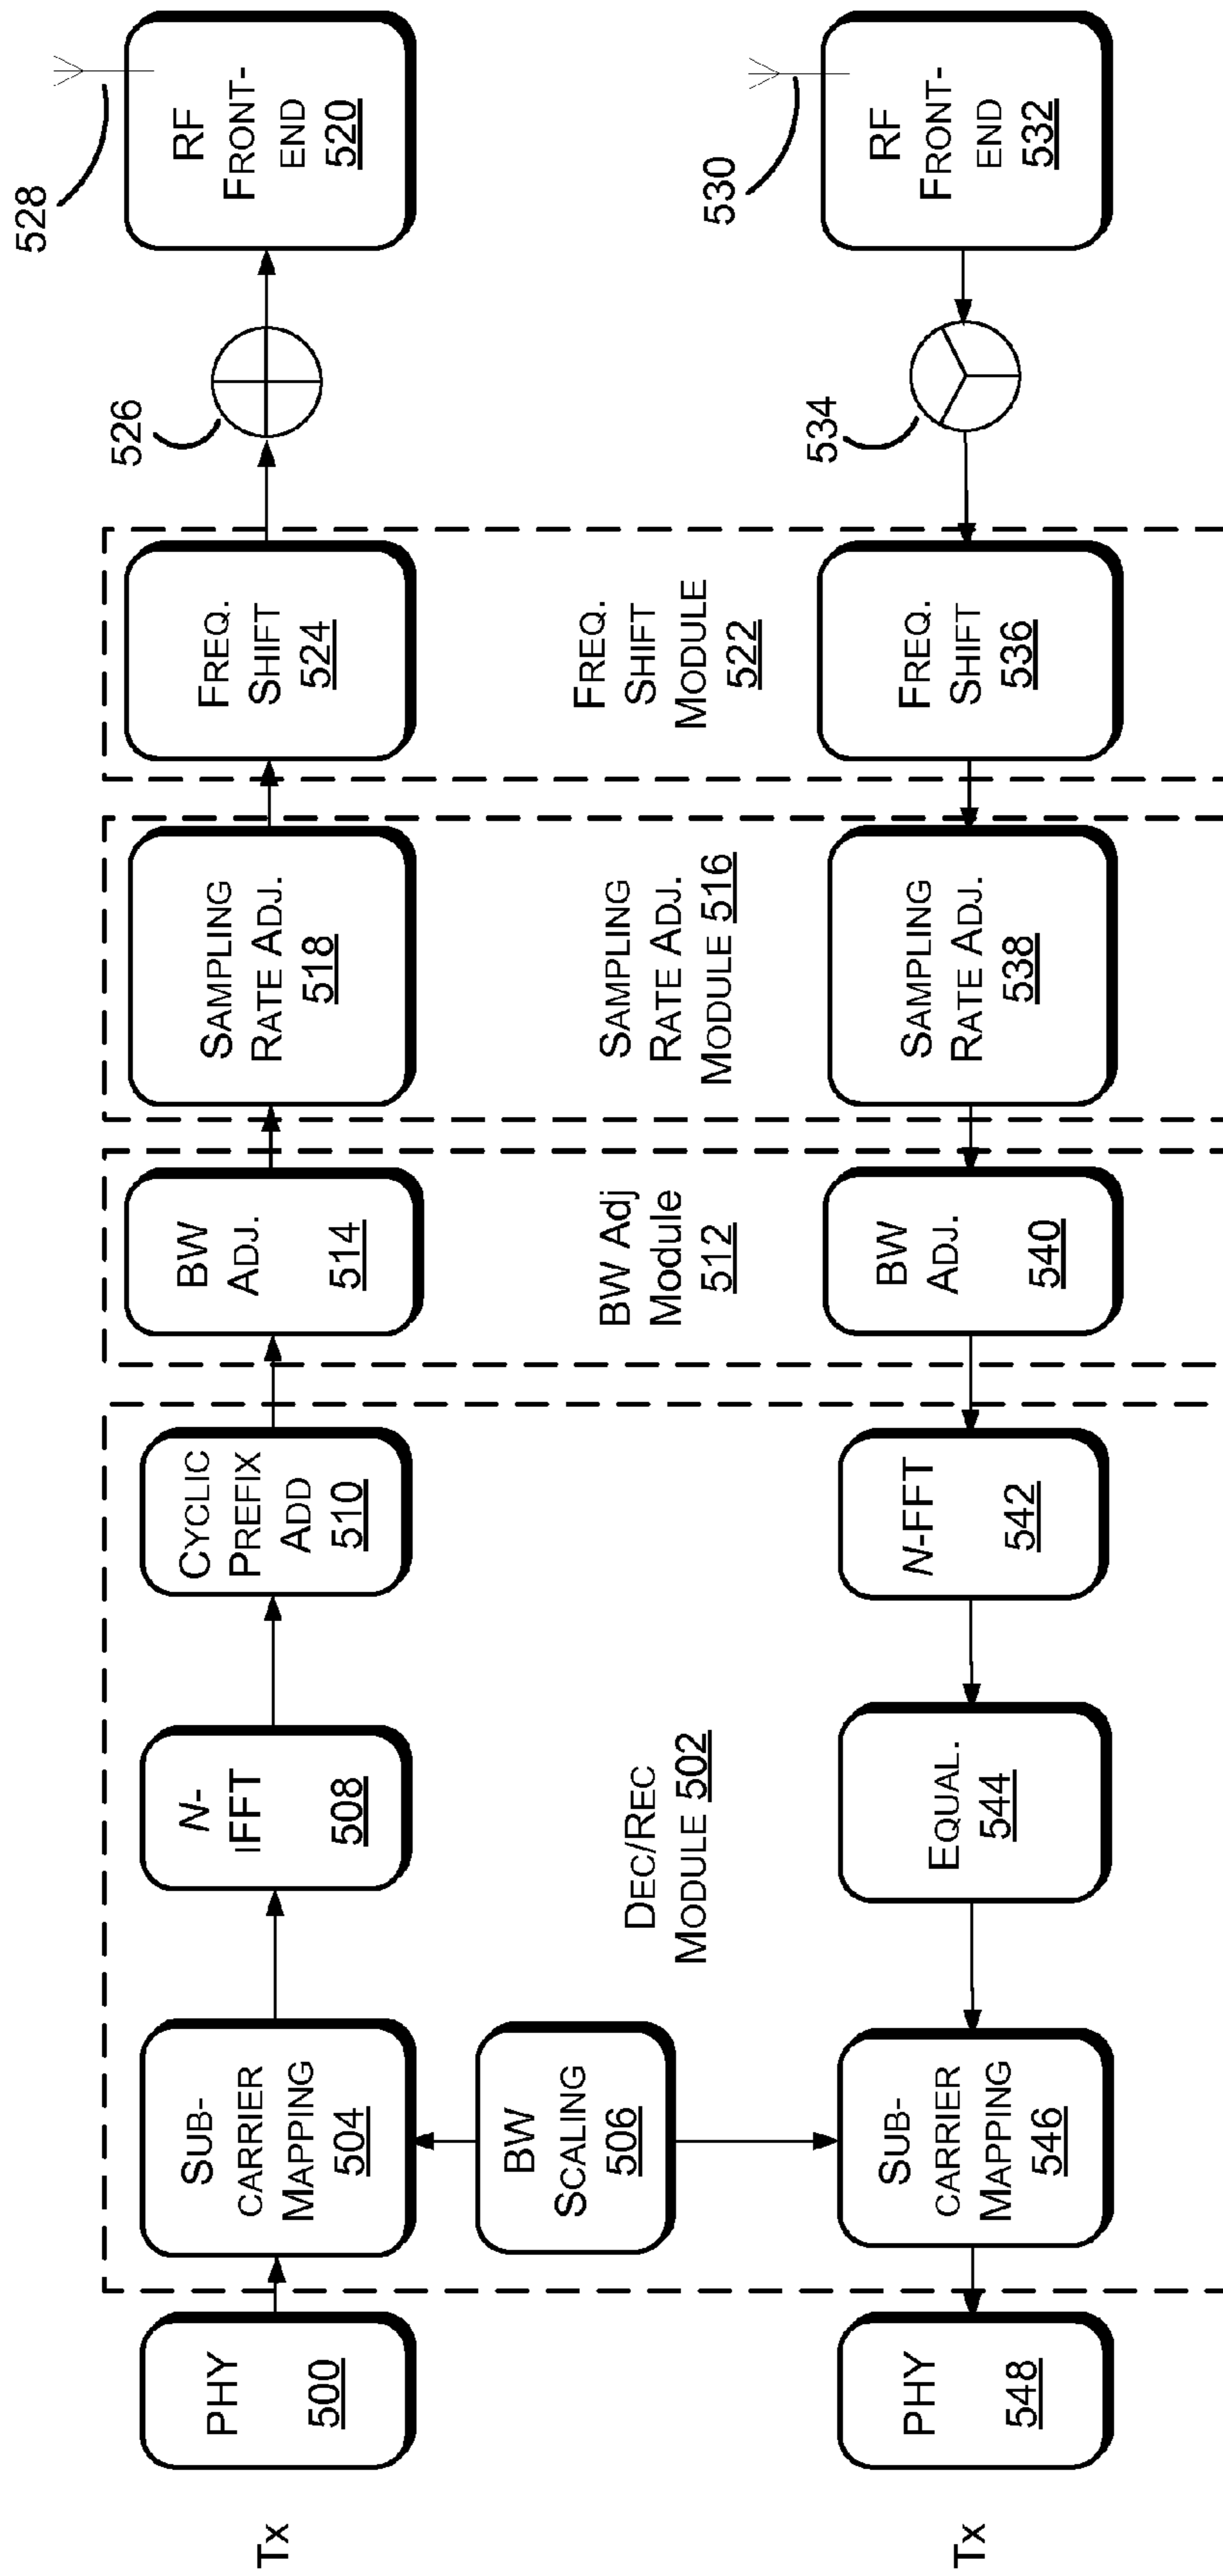 528
RF
FRONT-
END
520
526
FREQ.
SHIFT
524
SAMPLING
RATE ADJ.
518
BW
ADJ.
514
CYCLIC
PREFIX
ADD
510
N-
IFFT
508
SUB-
CARRIER
MAPPING
504
PHY
500
Tx
FREQ.
SHIFT
MODULE
522
SAMPLING
RATE ADJ.
MODULE 516
BW Adj
Module
512
DEC/REC
MODULE 502
BW
SCALING
506
530
RF
FRONT-
END
532
534
FREQ.
SHIFT
536
SAMPLING
RATE ADJ.
538
BW
ADJ.
540
N-FFT
542
EQUAL.
544
SUB-
CARRIER
MAPPING
546
PHY
548
Tx